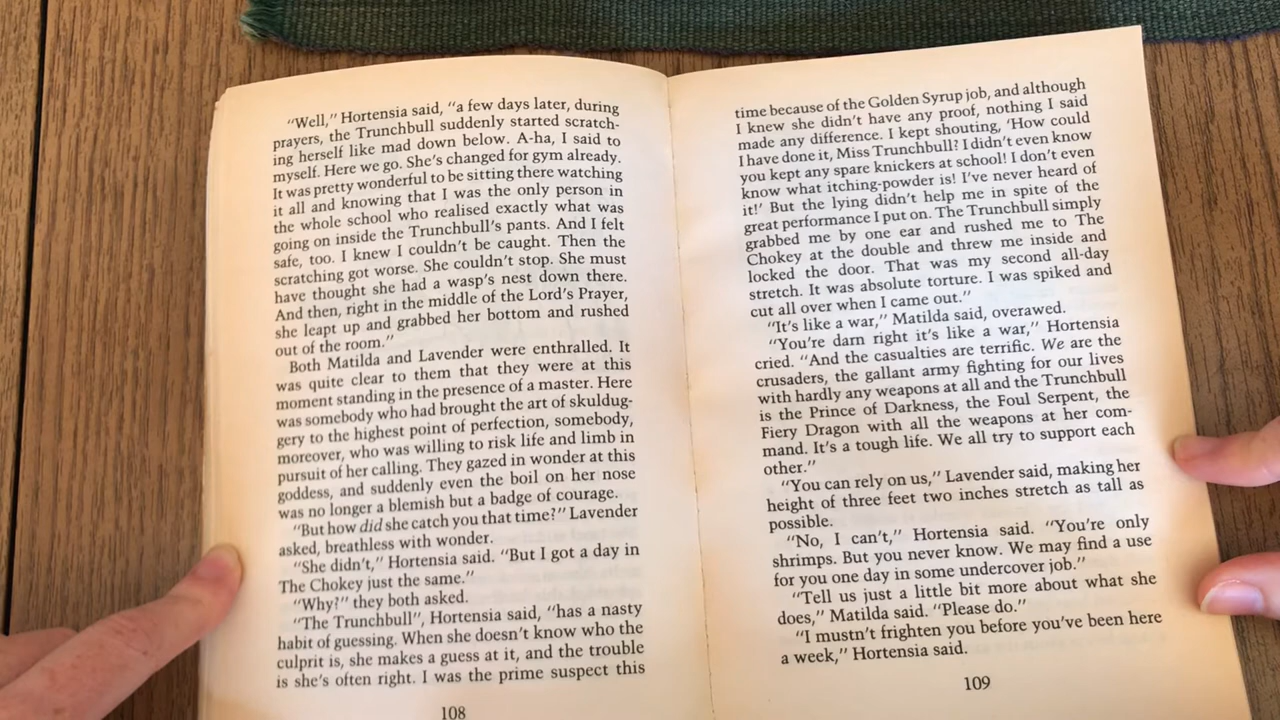 "Well," Hortensia said, "a few days later, during
prayers, the Trunchbull suddenly started scratch-
ing herself like mad down below. A-ha, I said to
myself. Here we go. She's changed for gym already.
It was pretty wonderful to be sitting there watching
it all and knowing that I was the only person in
the whole school who realised exactly what was
going on inside the Trunchbull's pants. And I felt
safe, too. I knew I couldn't be caught. Then the
scratching got worse. She couldn't stop. She must
have thought she had a wasp's nest down there.
And then, right in the middle of the Lord's Prayer,
she leapt up and grabbed her bottom and rushed
out of the room."
Both Matilda and Lavender were enthralled. It
was quite clear to them that they were at this
moment standing in the presence of a master. Here
was somebody who had brought the art of skuldug-
gery to the highest point of perfection, somebody,
moreover, who was willing to risk life and limb in
pursuit of her calling. They gazed in wonder at this
goddess, and suddenly even the boil on her nose
was no longer a blemish but a badge of courage.
"But how did she catch you that time?" Lavender
asked, breathless with wonder.
"She didn't," Hortensia said. "But I got a day in
The Chokey just the same."
"Why?" they both asked.
"The Trunchbull", Hortensia said, "has a nasty
habit of guessing. When she doesn't know who the
culprit is, she makes a guess at it, and the trouble
is she's often right. I was the prime suspect this
108
time because of the Golden Syrup job, and although
I knew she didn't have any proof, nothing I said
made any difference. I kept shouting, 'How could
I have done it, Miss Trunchbull? I didn't even know
you kept any spare knickers at school! I don't even
know what itching-powder is! I've never heard of
it!' But the lying didn't help me in spite of the
great performance I put on. The Trunchbull simply
grabbed me by one ear and rushed me to The
Chokey at the double and threw me inside and
locked the door. That was my second all-day
stretch. It was absolute torture. I was spiked and
cut all over when I came out."
"It's like a war," Matilda said, overawed.
"You're darn right it's like a war," Hortensia
cried. "And the casualties are terrific. We are the
crusaders, the gallant army fighting for our lives
with hardly any weapons at all and the Trunchbull
is the Prince of Darkness, the Foul Serpent, the
Fiery Dragon with all the weapons at her com-
mand. It's a tough life. We all try to support each
other."
"You can rely on us," Lavender said, making her
height of three feet two inches stretch as tall as
possible.
"No, I can't," Hortensia said. "You're only
shrimps. But you never know. We may find a use
for you one day in some undercover job."
"Tell us just a little bit more about what she
does," Matilda said. "Please do."
"I mustn't frighten you before you've been here
a week," Hortensia said.
109